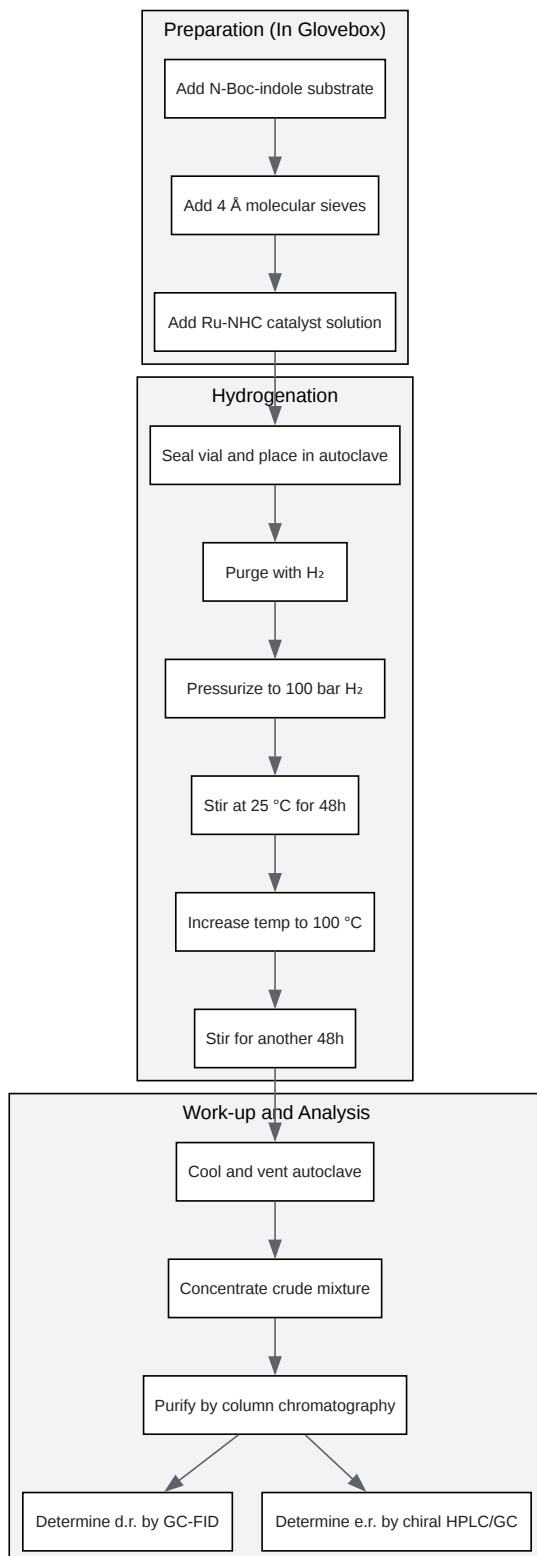 Preparation (In Glovebox)
Add N-Boc-indole substrate
Add 4 Å molecular sieves
Add Ru-NHC catalyst solution
Hydrogenation
Seal vial and place in autoclave
Purge with H₂
Pressurize to 100 bar H₂
Stir at 25 °C for 48h
Increase temp to 100 °C
Stir for another 48h
Work-up and Analysis
Cool and vent autoclave
Concentrate crude mixture
Purify by column chromatography
Determine d.r. by GC-FID
Determine e.r. by chiral HPLC/GC